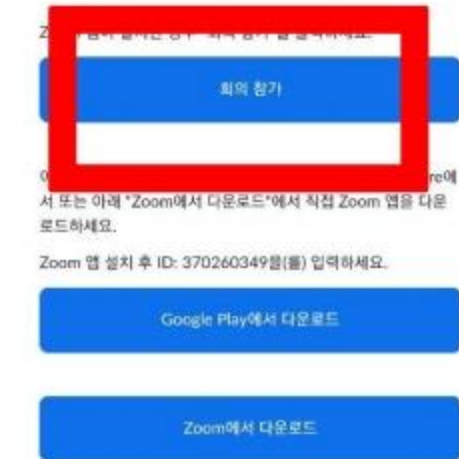 회의 참가
re에
서 또는 아래 "Zoom에서 다운로드"에서 직접 Zoom 앱을 다운
로드하세요.
Zoom 앱 설치 후 ID: 370260349을(를) 입력하세요.
Google Play에서 다운로드
Zoom에서 다운로드